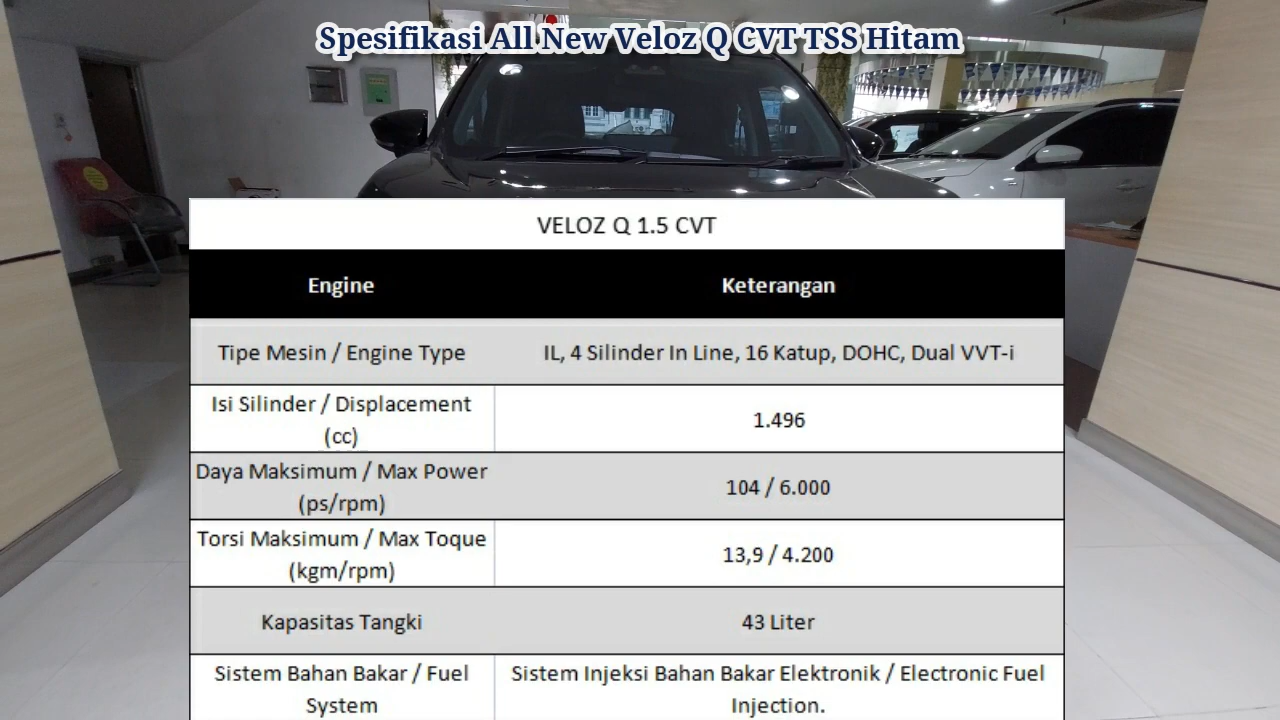 Spesifikasi All New Veloz Q CVT TSS Hitam
VELOZ Q 1.5 CVT
Engine Keterangan
Tipe Mesin / Engine Type IL, 4 Silinder In Line, 16 Katup, DOHC, Dual VVT-i
Isi Silinder / Displacement
(cc) 1.496
Daya Maksimum / Max Power
(ps/rpm) 104 / 6.000
Torsi Maksimum / Max Toque
(kgm/rpm) 13,9 / 4.200
Kapasitas Tangki 43 Liter
Sistem Bahan Bakar / Fuel
System
Sistem Injeksi Bahan Bakar Elektronik / Electronic Fuel
Injection.